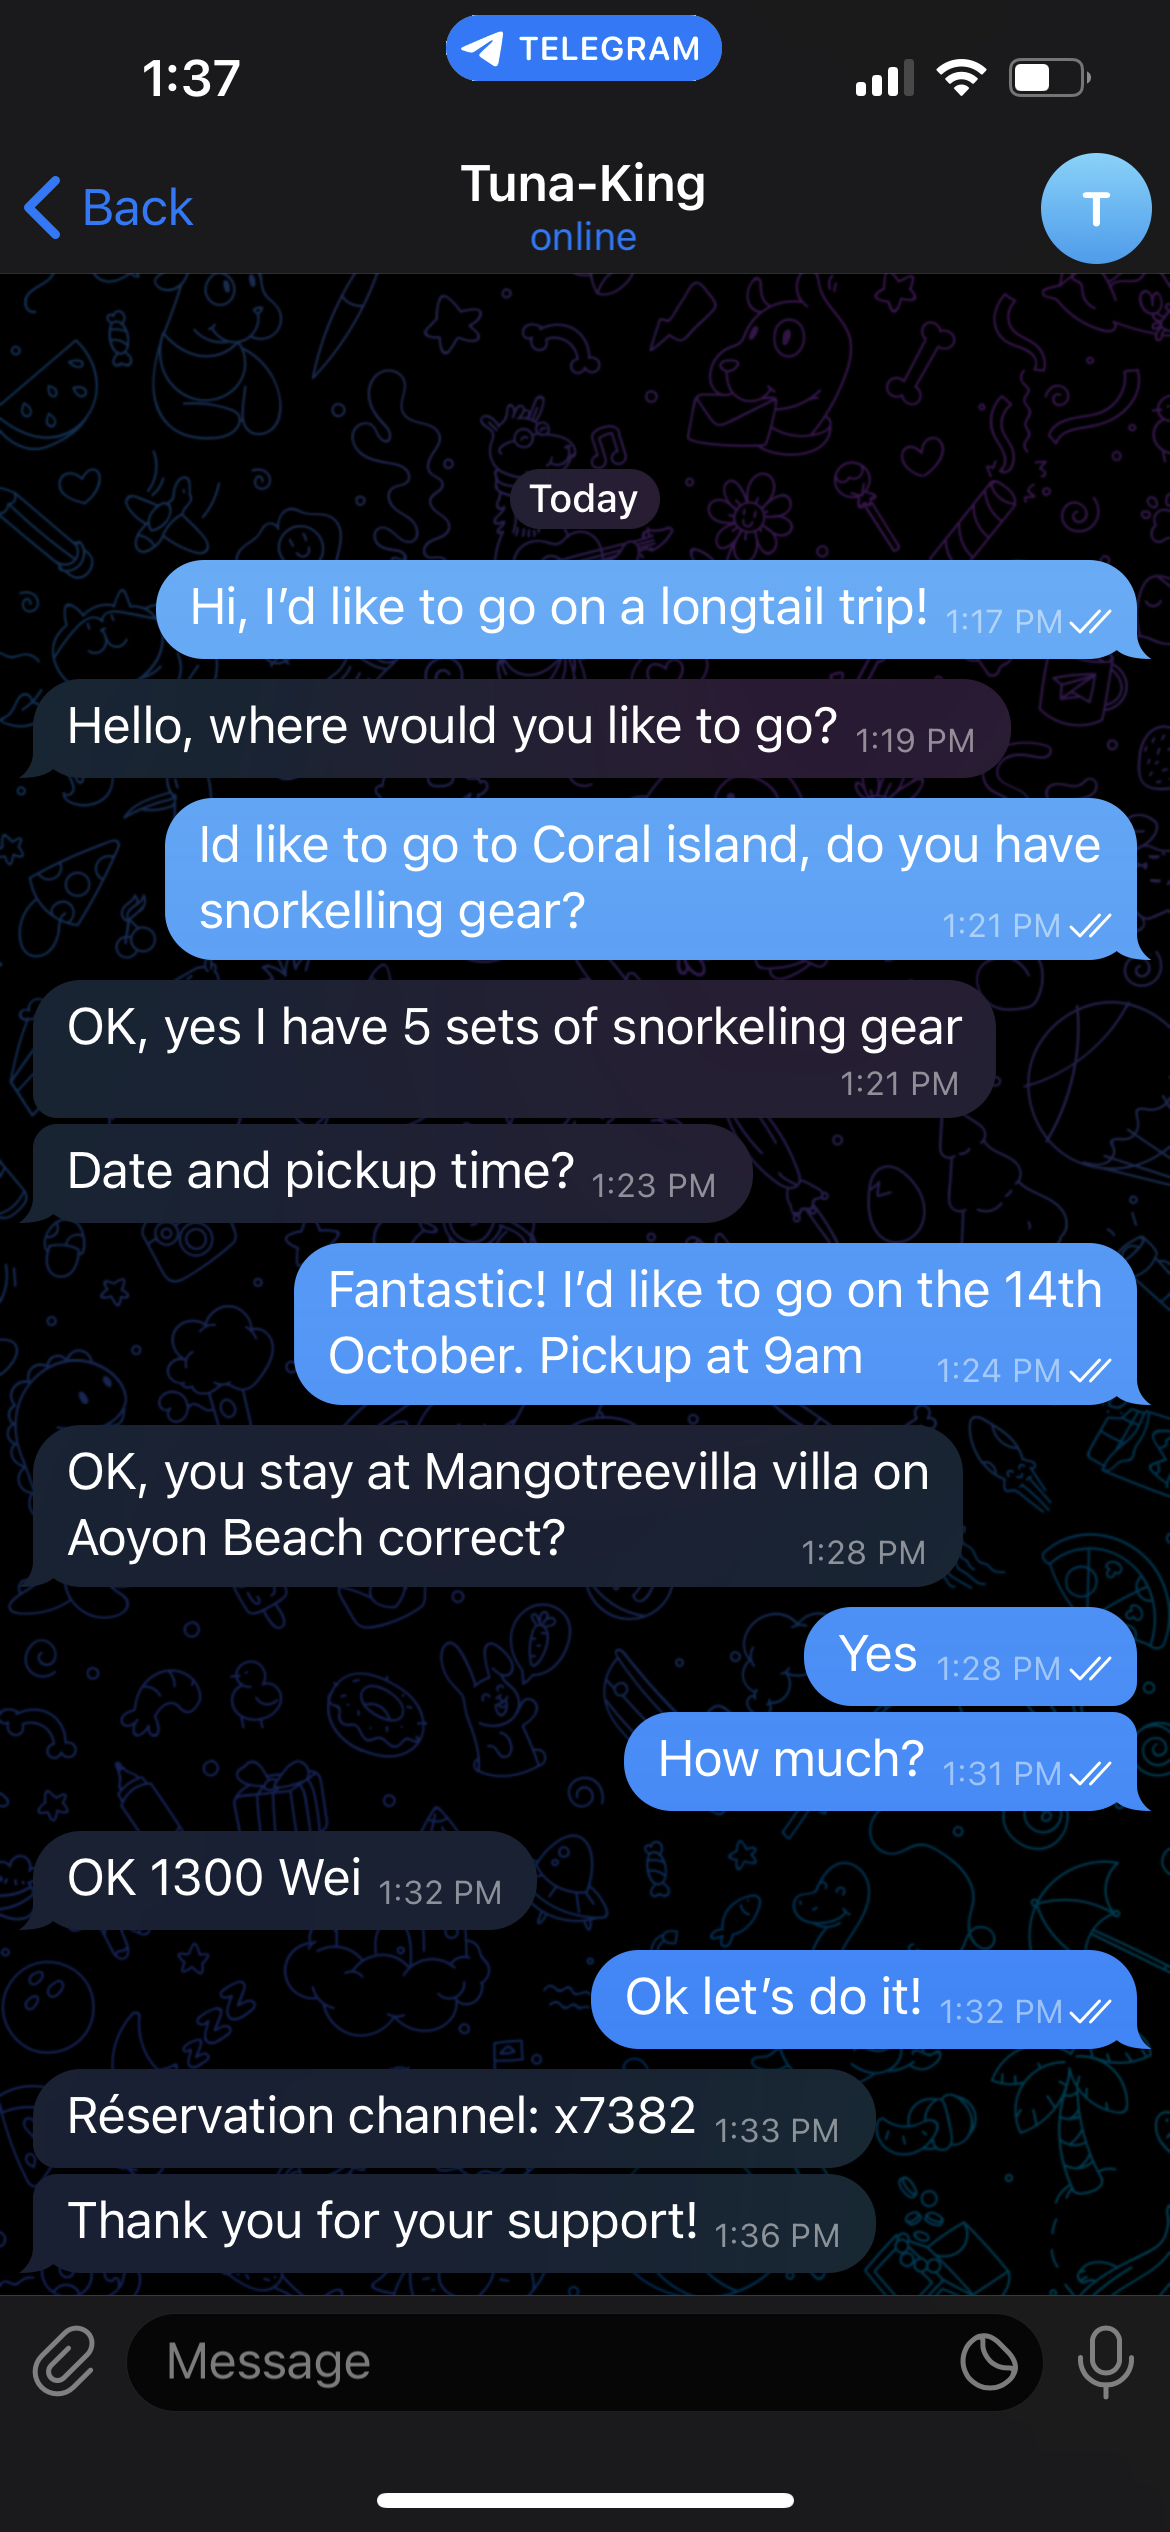 1:37
TELEGRAM
Back
Tuna-King
online
T
Today
Hi, I’d like to go on a longtail trip! 1:17 PM
Hello, where would you like to go? 1:19 PM
Id like to go to Coral island, do you have
snorkelling gear? 1:21 PM
OK, yes I have 5 sets of snorkeling gear
1:21 PM
Date and pickup time? 1:23 PM
Fantastic! I’d like to go on the 14th
October. Pickup at 9am 1:24 PM
OK, you stay at Mangotreevilla villa on
Aoyon Beach correct? 1:28 PM
Yes 1:28 PM
How much? 1:31 PM
OK 1300 Wei 1:32 PM
Ok let’s do it! 1:32 PM
Réservation channel: x7382 1:33 PM
Thank you for your support! 1:36 PM
Message